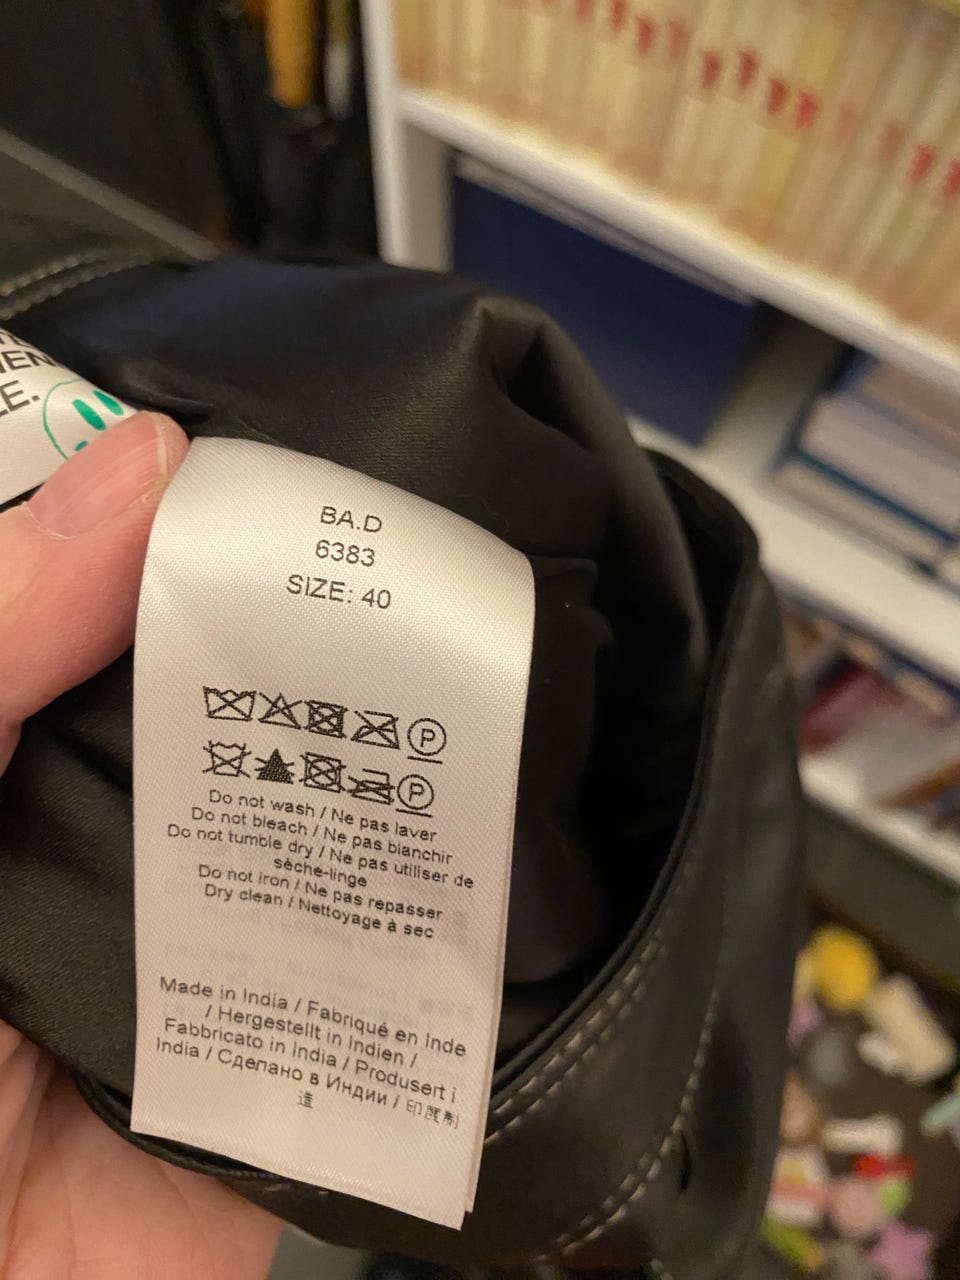 BA.D
6383
SIZE: 40
P
P
Do not wash / Ne pas laver
Do not bleach / Ne pas bianchir
Do not tumble dry / Ne pas utiliser de
sèche-linge
Do not iron / Ne pas repasser
Dry clean / Nettoyage à sec
Made in India / Fabriqué en Inde
/ Hergestellt in Indien /
Fabbricato in India / Produsert i
India / Сделано в Индии / 印度制
造